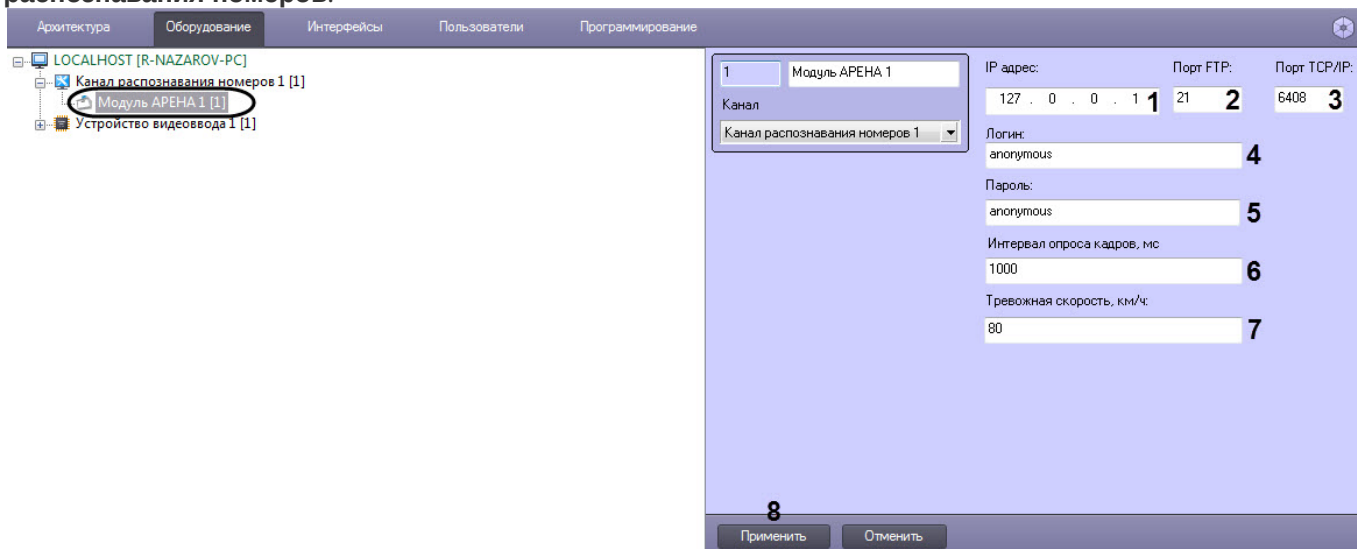 распознавания номеров.
Архитектура Оборудование Интерфейсы Пользователи Программирование
LOCALHOST [R-NAZAROV-PC]
Канал распознавания номеров 1 [1]
Модуль АРЕНА 1 [1]
Устройство видеоввода 1 [1]
1 Модуль АРЕНА 1
Канал
Канал распознавания номеров 1
IP адрес: Порт FTP: Порт TCP/IP:
127 . 0 . 0 . 1 1 21 2 6408 3
Логин:
anonymous 4
Пароль:
anonymous 5
Интервал опроса кадров, мс
1000 6
Тревожная скорость, км/ч:
80 7
8
Применить Отменить